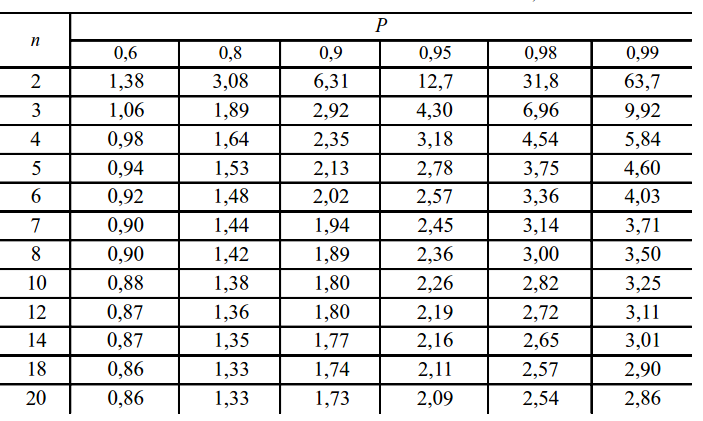 n P
0,6 0,8 0,9 0,95 0,98 0,99
2 1,38 3,08 6,31 12,7 31,8 63,7
3 1,06 1,89 2,92 4,30 6,96 9,92
4 0,98 1,64 2,35 3,18 4,54 5,84
5 0,94 1,53 2,13 2,78 3,75 4,60
6 0,92 1,48 2,02 2,57 3,36 4,03
7 0,90 1,44 1,94 2,45 3,14 3,71
8 0,90 1,42 1,89 2,36 3,00 3,50
10 0,88 1,38 1,80 2,26 2,82 3,25
12 0,87 1,36 1,80 2,19 2,72 3,11
14 0,87 1,35 1,77 2,16 2,65 3,01
18 0,86 1,33 1,74 2,11 2,57 2,90
20 0,86 1,33 1,73 2,09 2,54 2,86